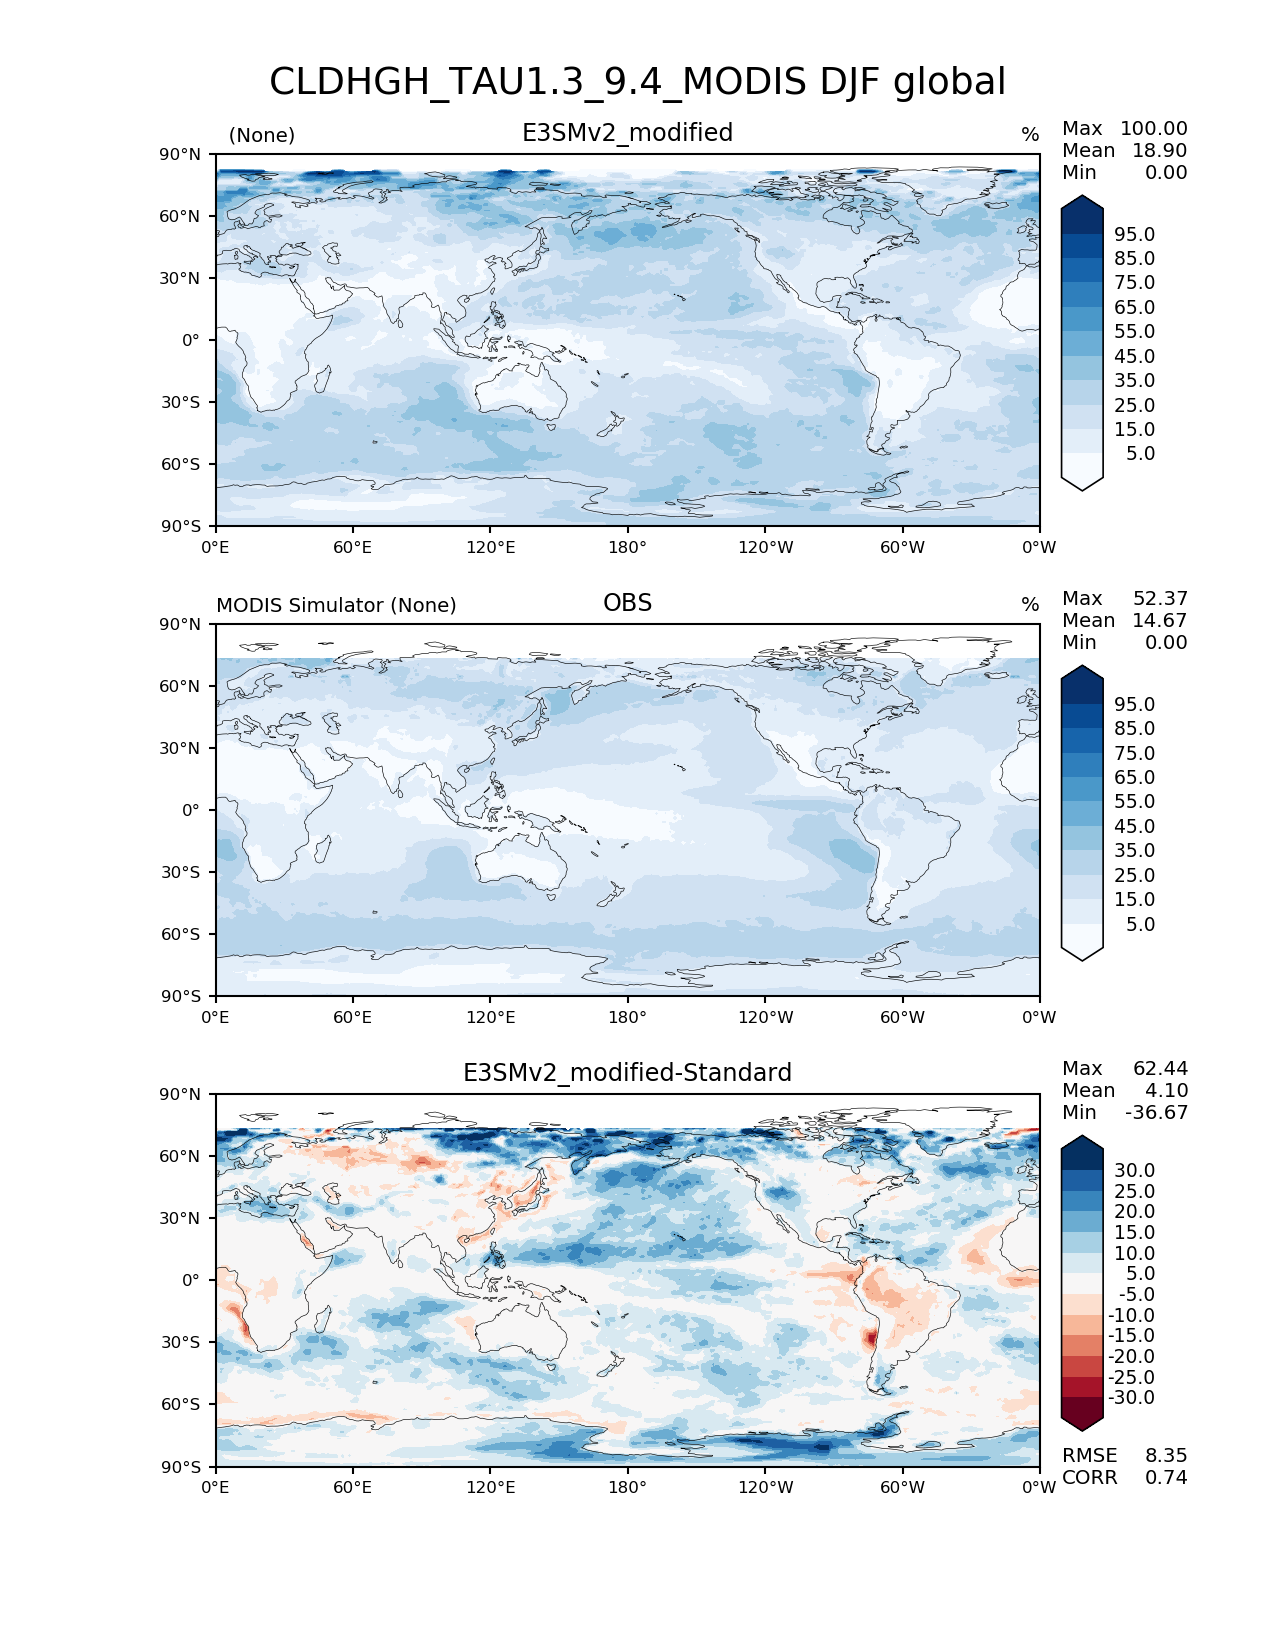 CLDHGH_TAU1.3_9.4_MODIS DJF global
(None) E3SMv2_modified %
Max 100.00
Mean 18.90
Min 0.00
90°N
60°N
30°N
0°
30°S
60°S
90°S
0°E 60°E 120°E 180° 120°W 60°W 0°W
95.0
85.0
75.0
65.0
55.0
45.0
35.0
25.0
15.0
5.0
MODIS Simulator (None) OBS %
Max 52.37
Mean 14.67
Min 0.00
90°N
60°N
30°N
0°
30°S
60°S
90°S
0°E 60°E 120°E 180° 120°W 60°W 0°W
95.0
85.0
75.0
65.0
55.0
45.0
35.0
25.0
15.0
5.0
E3SMv2_modified-Standard
Max 62.44
Mean 4.10
Min -36.67
90°N
60°N
30°N
0°
30°S
60°S
90°S
0°E 60°E 120°E 180° 120°W 60°W 0°W
30.0
25.0
20.0
15.0
10.0
5.0
-5.0
-10.0
-15.0
-20.0
-25.0
-30.0
RMSE 8.35
CORR 0.74